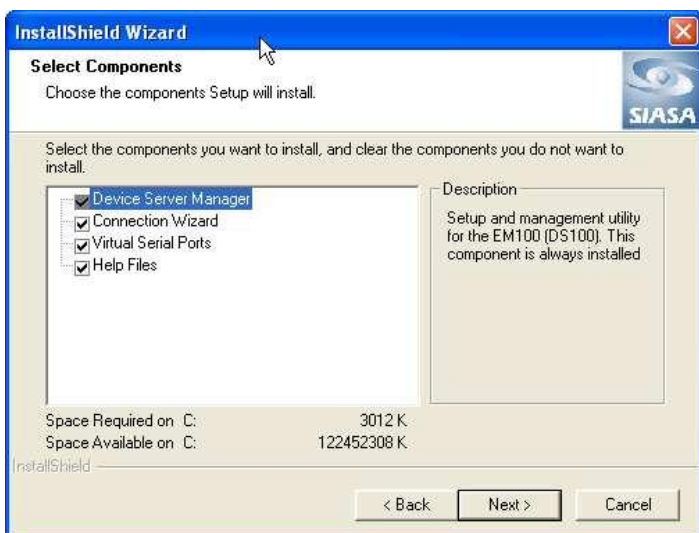 InstallShield Wizard
Select Components
Choose the components Setup will install.
SIASA
Select the components you want to install, and clear the components you do not want to
install.
Device Server Manager
Connection Wizard
Virtual Serial Ports
Help Files
Description
Setup and management utility
for the EM100 (DS100). This
component is always installed
Space Required on C: 3012 K
Space Available on C: 122452308 K
InstallShield
< Back Next > Cancel